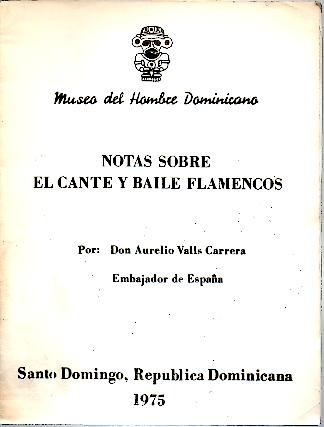 Museo del Hombre Dominicano
NOTAS SOBRE
EL CANTE Y BAILE FLAMENCOS
Por: Don Aurelio Valls Carrera
Embajador de España
Santo Domingo, Republica Dominicana
1975